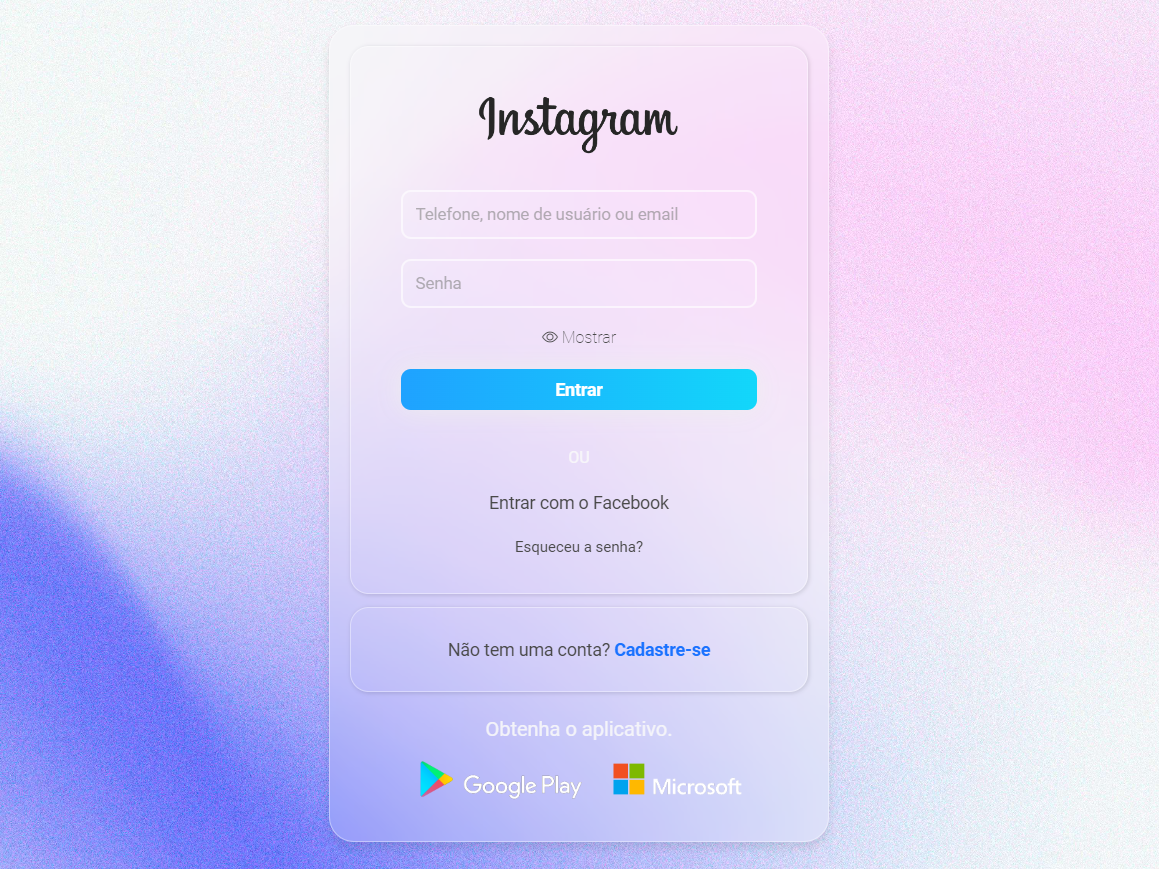 Instagram
Telefone, nome de usuário ou email
Senha
Mostrar
Entrar
OU
Entrar com o Facebook
Esqueceu a senha?
Não tem uma conta? Cadastre-se
Obtenha o aplicativo.
Google Play Microsoft